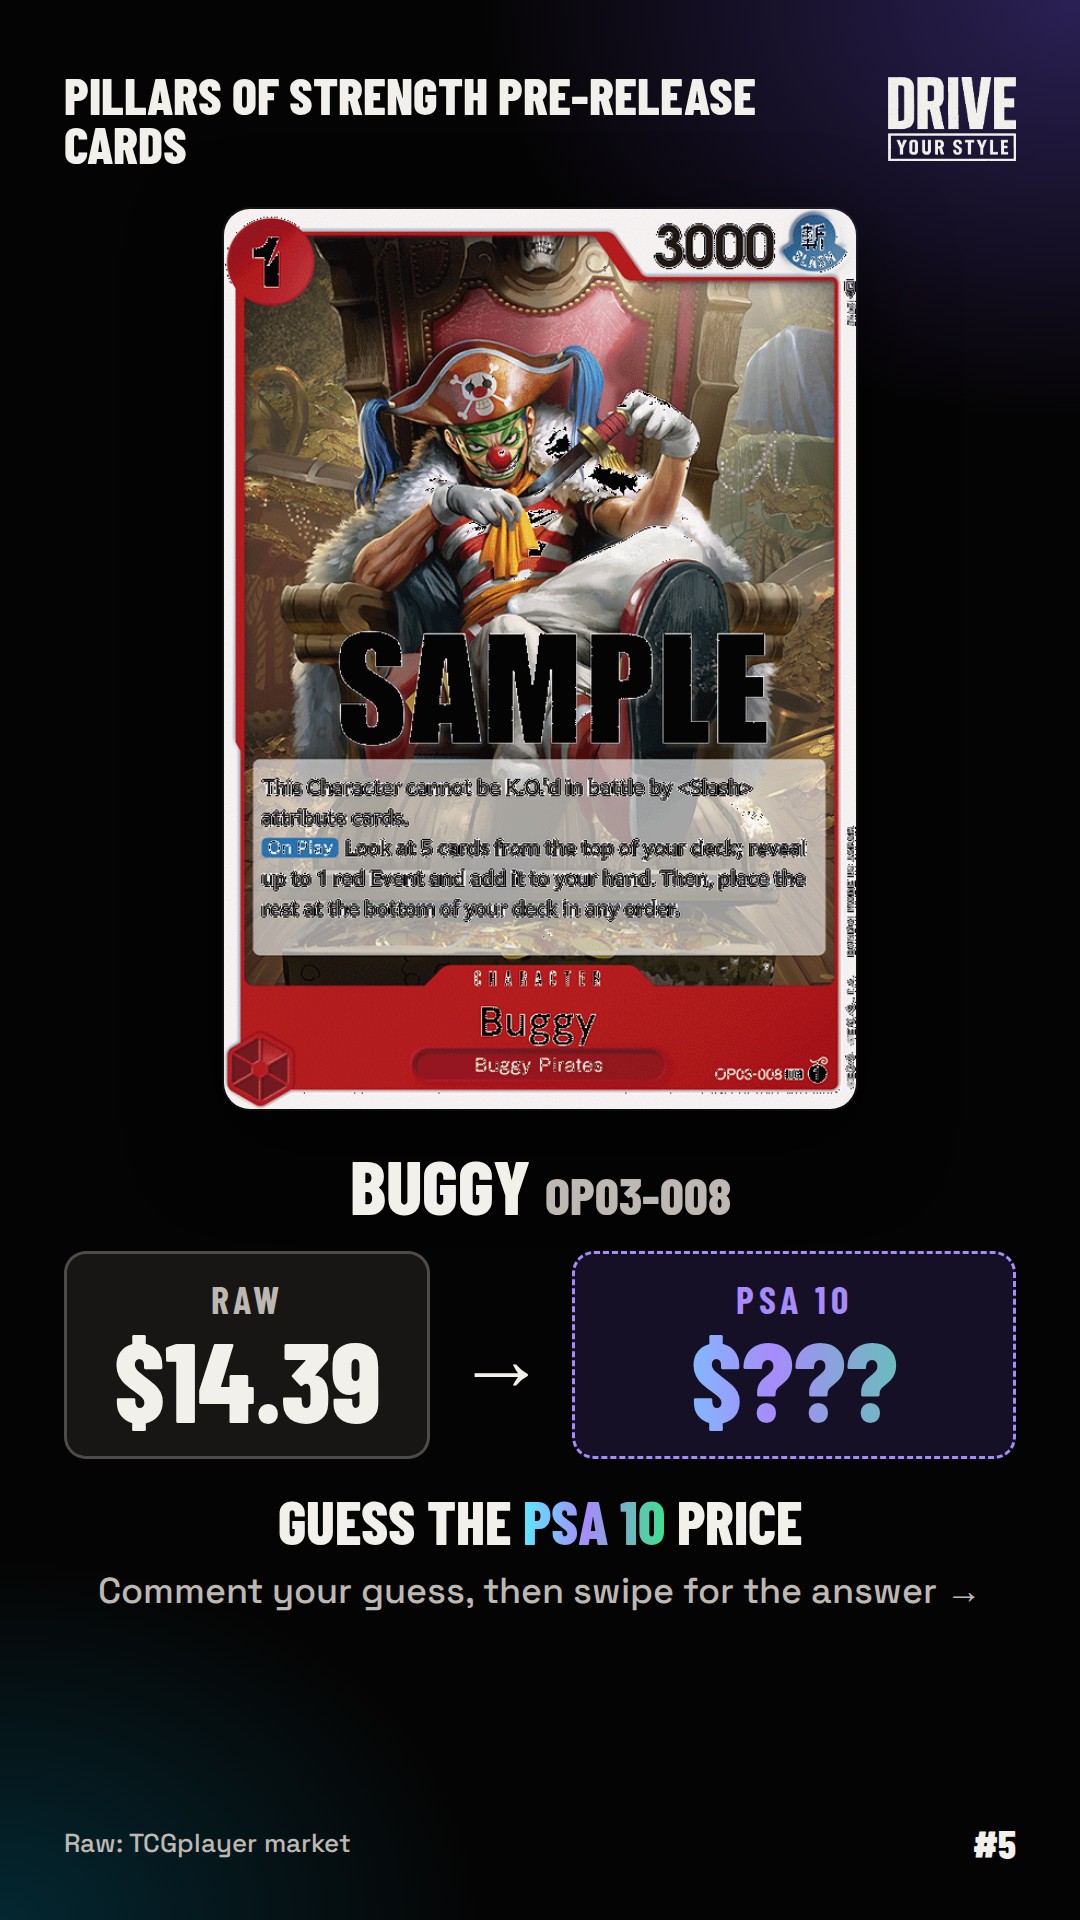 PILLARS OF STRENGTH PRE-RELEASE
CARDS
DRIVE
YOUR STYLE
1
3000
斬
SLASH
SAMPLE
This Character cannot be K.O.'d in battle by <Slash>
attribute cards.
On Play Look at 5 cards from the top of your deck; reveal
up to 1 red Event and add it to your hand. Then, place the
rest at the bottom of your deck in any order.
CHARACTER
Buggy
Buggy Pirates
OP03-008
1
BUGGY OP03-008
RAW
PSA 10
$14.39
→
$???
GUESS THE PSA 10 PRICE
Comment your guess, then swipe for the answer →
Raw: TCGplayer market
#5